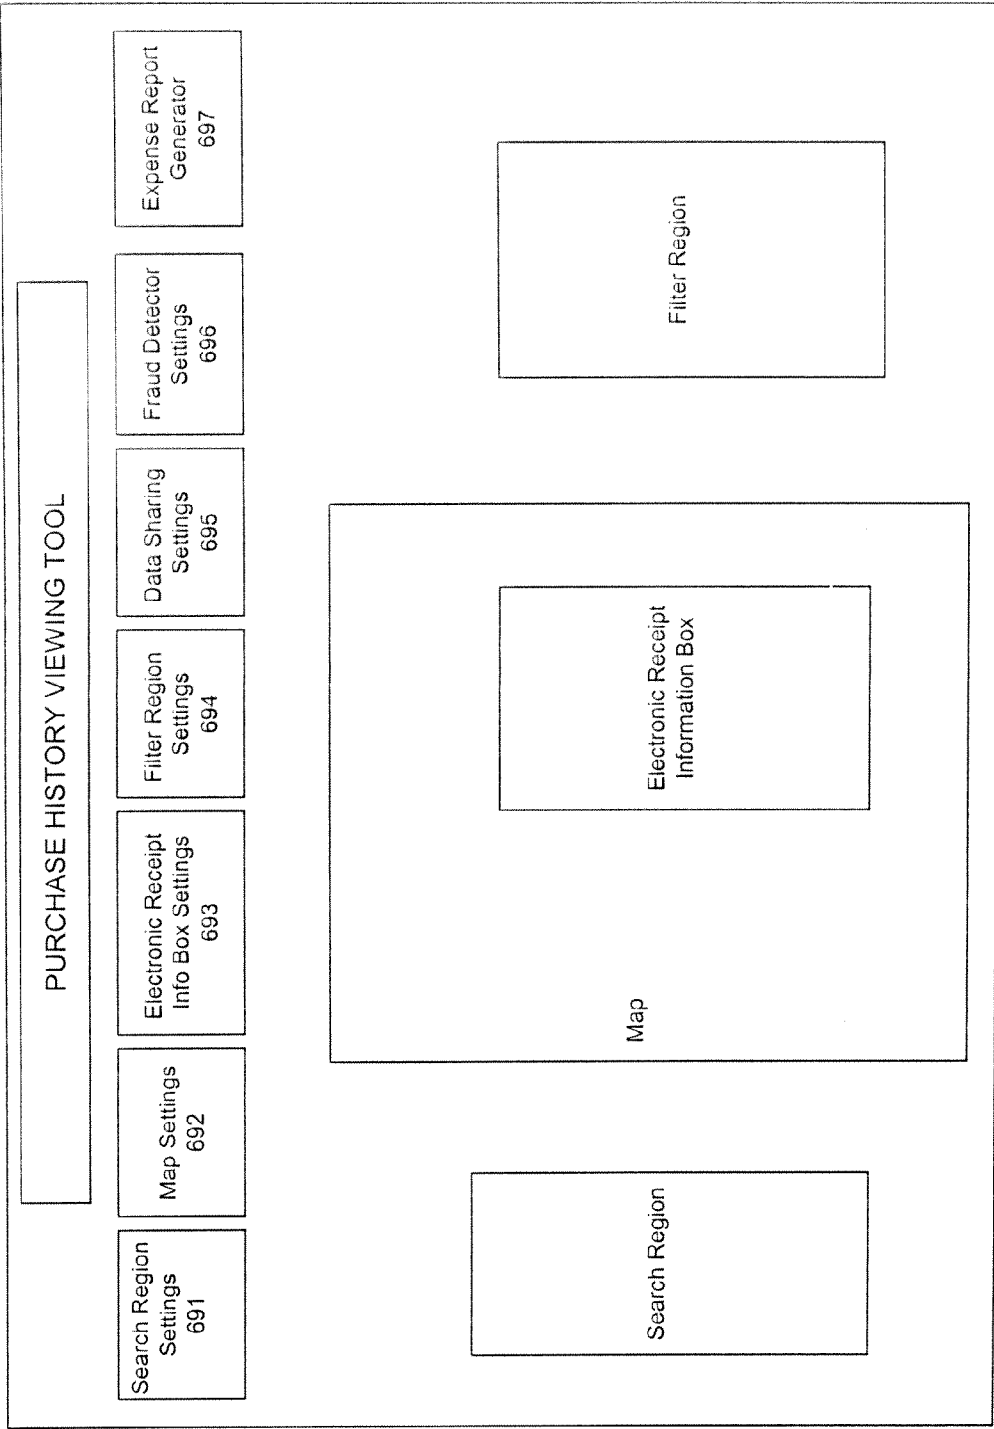 PURCHASE HISTORY VIEWING TOOL
Search Region
Settings
691
Map Settings
692
Electronic Receipt
Info Box Settings
693
Filter Region
Settings
694
Data Sharing
Settings
695
Fraud Detector
Settings
696
Expense Report
Generator
697
Search Region
Map
Electronic Receipt
Information Box
Filter Region